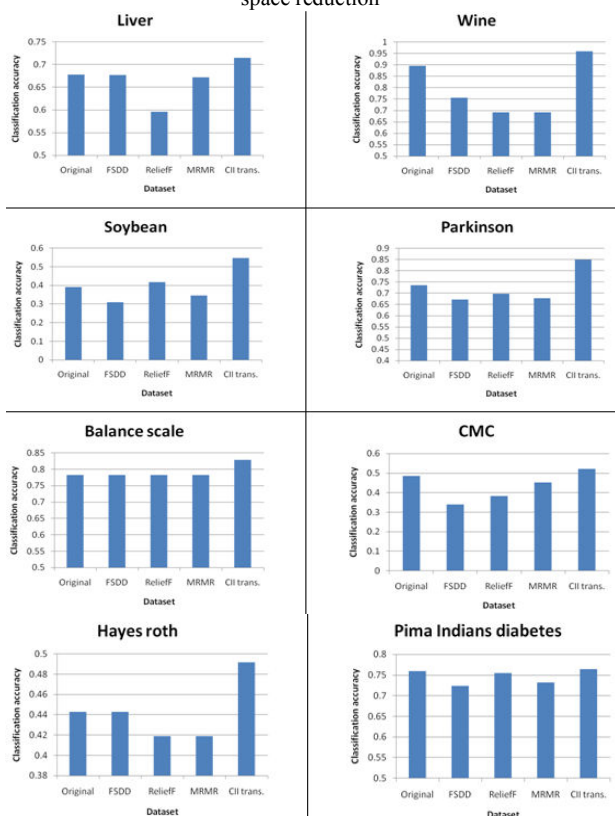 space reduction
Liver
Classification accuracy
0.75
0.7
0.65
0.6
0.55
0.5
Original FSDD ReliefF MRMR CII trans.
Dataset
Wine
Classification accuracy
1
0.95
0.9
0.85
0.8
0.75
0.7
0.65
0.6
0.55
0.5
Original FSDD ReliefF MRMR CII trans.
Dataset
Soybean
Classification accuracy
0.6
0.5
0.4
0.3
0.2
0.1
0
Original FSDD ReliefF MRMR CII trans.
Dataset
Parkinson
Classification accuracy
0.9
0.85
0.8
0.75
0.7
0.65
0.6
0.55
0.5
0.45
0.4
Original FSDD ReliefF MRMR CII trans.
Dataset
Balance scale
Classification accuracy
0.85
0.8
0.75
0.7
0.65
0.6
0.55
0.5
Original FSDD ReliefF MRMR CII trans.
Dataset
CMC
Classification accuracy
0.6
0.5
0.4
0.3
0.2
0.1
0
Original FSDD ReliefF MRMR CII trans.
Dataset
Hayes roth
Classification accuracy
0.5
0.48
0.46
0.44
0.42
0.4
0.38
Original FSDD ReliefF MRMR CII trans.
Dataset
Pima Indians diabetes
Classification accuracy
0.8
0.75
0.7
0.65
0.6
0.55
0.5
Original FSDD ReliefF MRMR CII trans.
Dataset